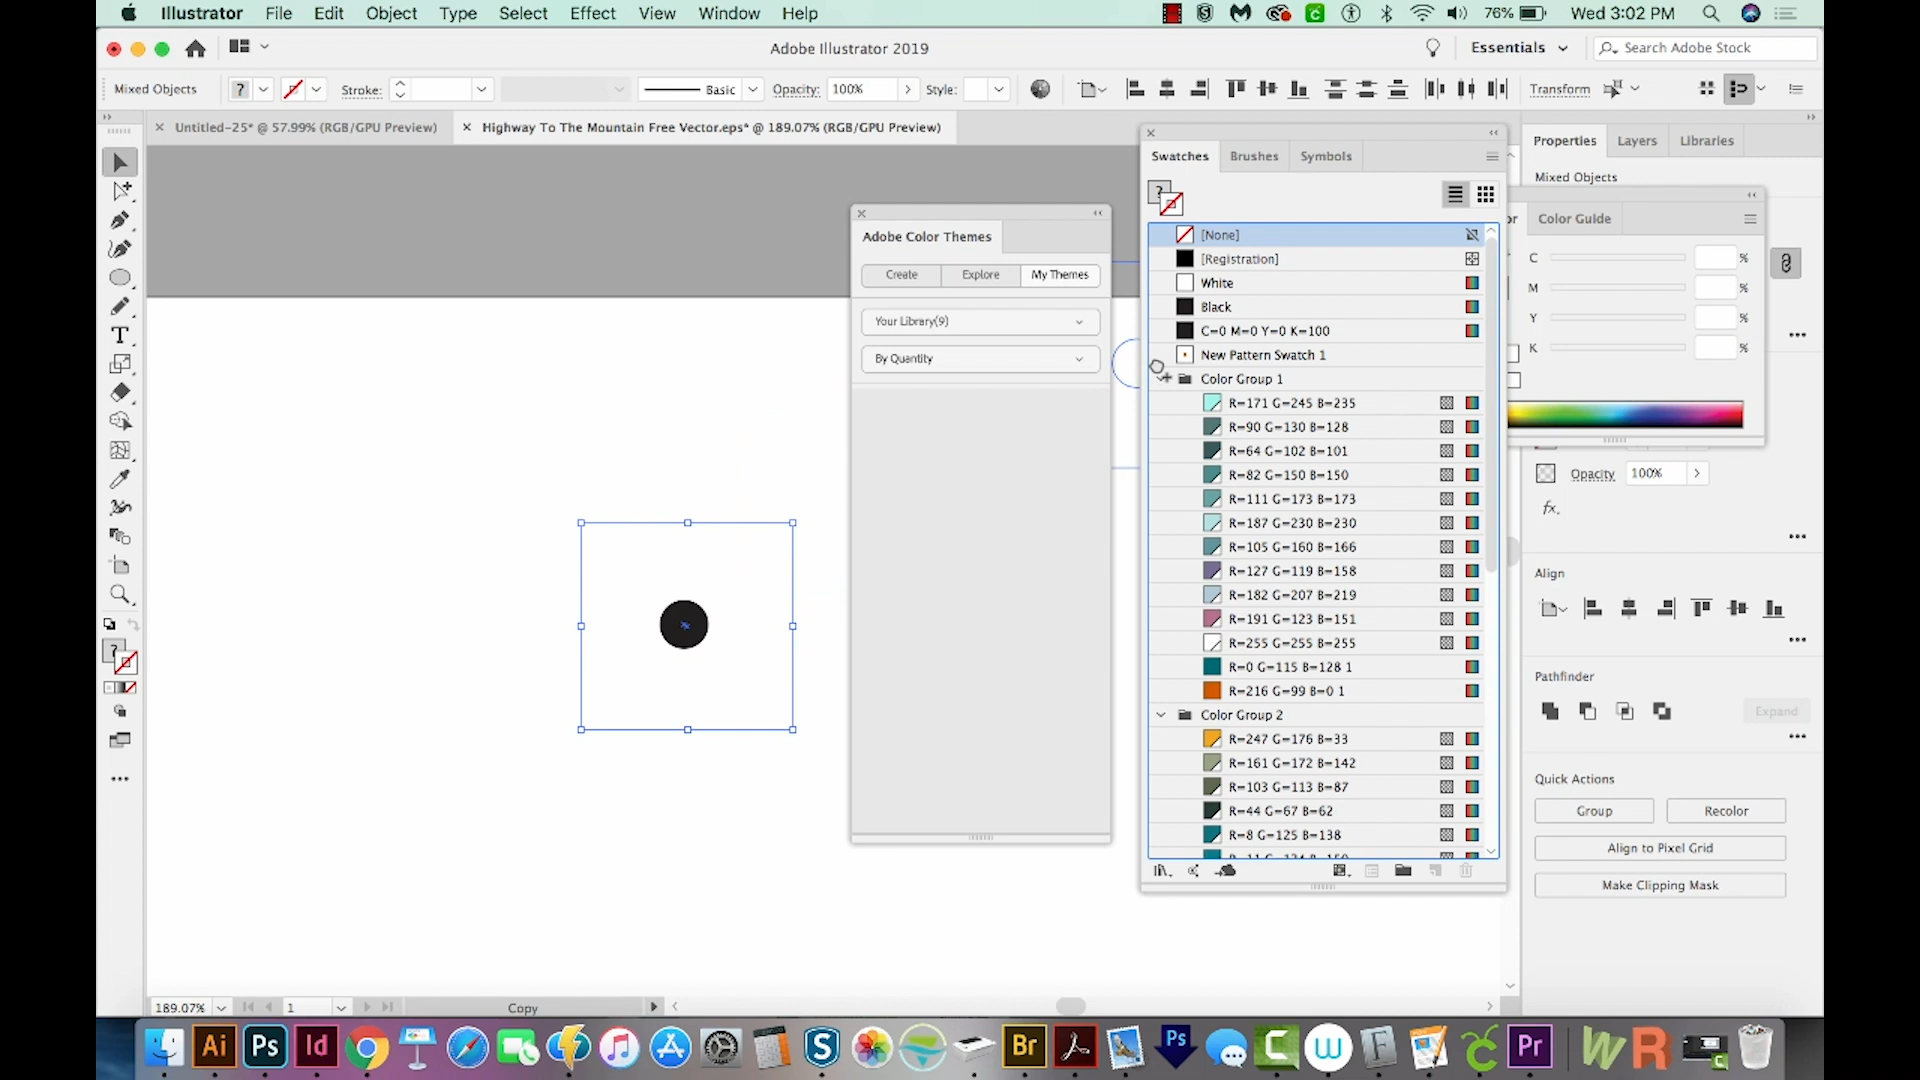 Illustrator File Edit Object Type Select Effect View Window Help 76% Wed 3:02 PM
Adobe Illustrator 2019 Essentials Search Adobe Stock
Mixed Objects ? Stroke: Basic Opacity: 100% Style: Transform
Untitled-25* @ 57.99% (RGB/GPU Preview) Highway To The Mountain Free Vector.eps* @ 189.07% (RGB/GPU Preview)
Adobe Color Themes
Create Explore My Themes
Your Library(9)
By Quantity
Swatches Brushes Symbols
?
[None]
[Registration]
White
Black
C=0 M=0 Y=0 K=100
New Pattern Swatch 1
Color Group 1
R=171 G=245 B=235
R=90 G=130 B=128
R=64 G=102 B=101
R=82 G=150 B=150
R=111 G=173 B=173
R=187 G=230 B=230
R=105 G=160 B=166
R=127 G=119 B=158
R=182 G=207 B=219
R=191 G=123 B=151
R=255 G=255 B=255
R=0 G=115 B=128 1
R=216 G=99 B=0 1
Color Group 2
R=247 G=176 B=33
R=161 G=172 B=142
R=103 G=113 B=87
R=44 G=67 B=62
R=8 G=125 B=138
Properties Layers Libraries
Mixed Objects
or Color Guide
C %
M %
Y %
K %
Opacity 100%
fx.
Align
Pathfinder
Expand
Quick Actions
Group Recolor
Align to Pixel Grid
Make Clipping Mask
189.07% 1 Copy
Ai Ps Id S Br Ps C W F Pr W R